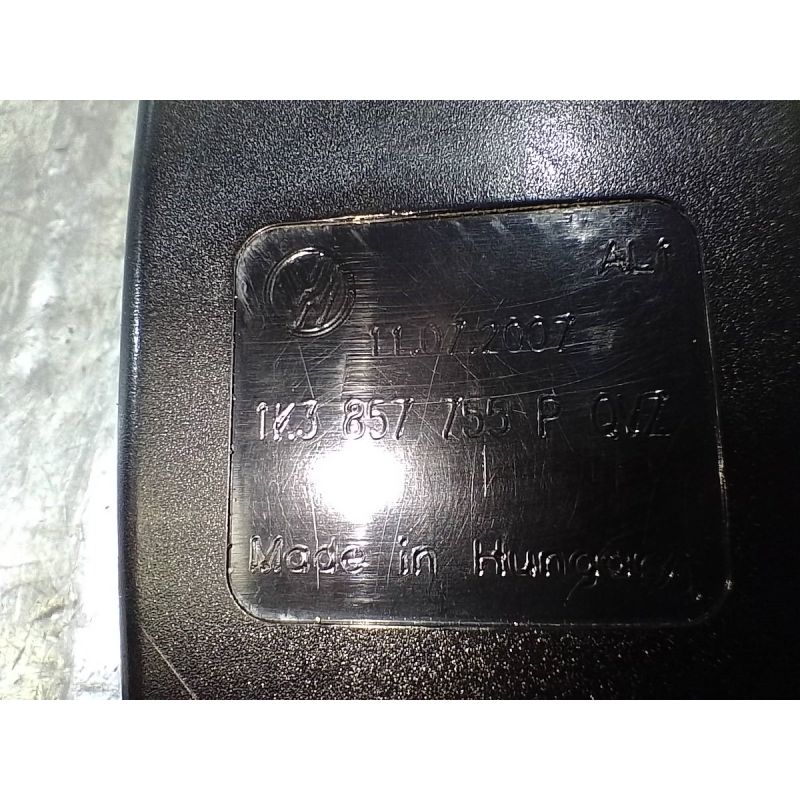 AL1
11.07.2007
1K3 857 755 P QVZ
Made in Hungary